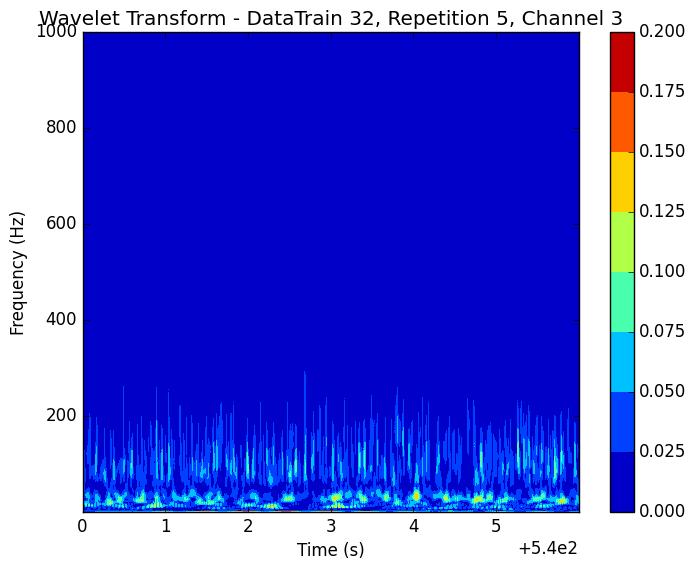 Wavelet Transform - DataTrain 32, Repetition 5, Channel 3
1000
800
600
400
200
Frequency (Hz)
0 1 2 3 4 5
+5.4e2
Time (s)
0.200
0.175
0.150
0.125
0.100
0.075
0.050
0.025
0.000